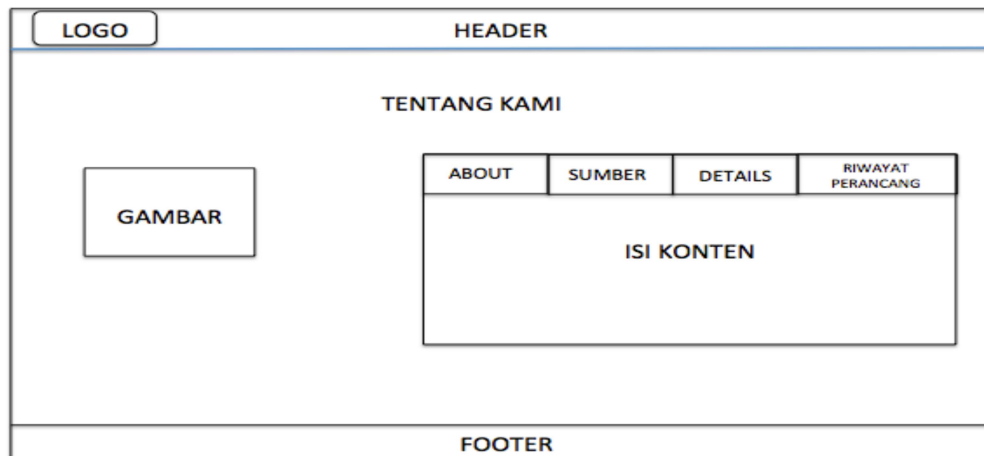 LOGO
HEADER
TENTANG KAMI
GAMBAR
ABOUT
SUMBER
DETAILS
RIWAYAT
PERANCANG
ISI KONTEN
FOOTER